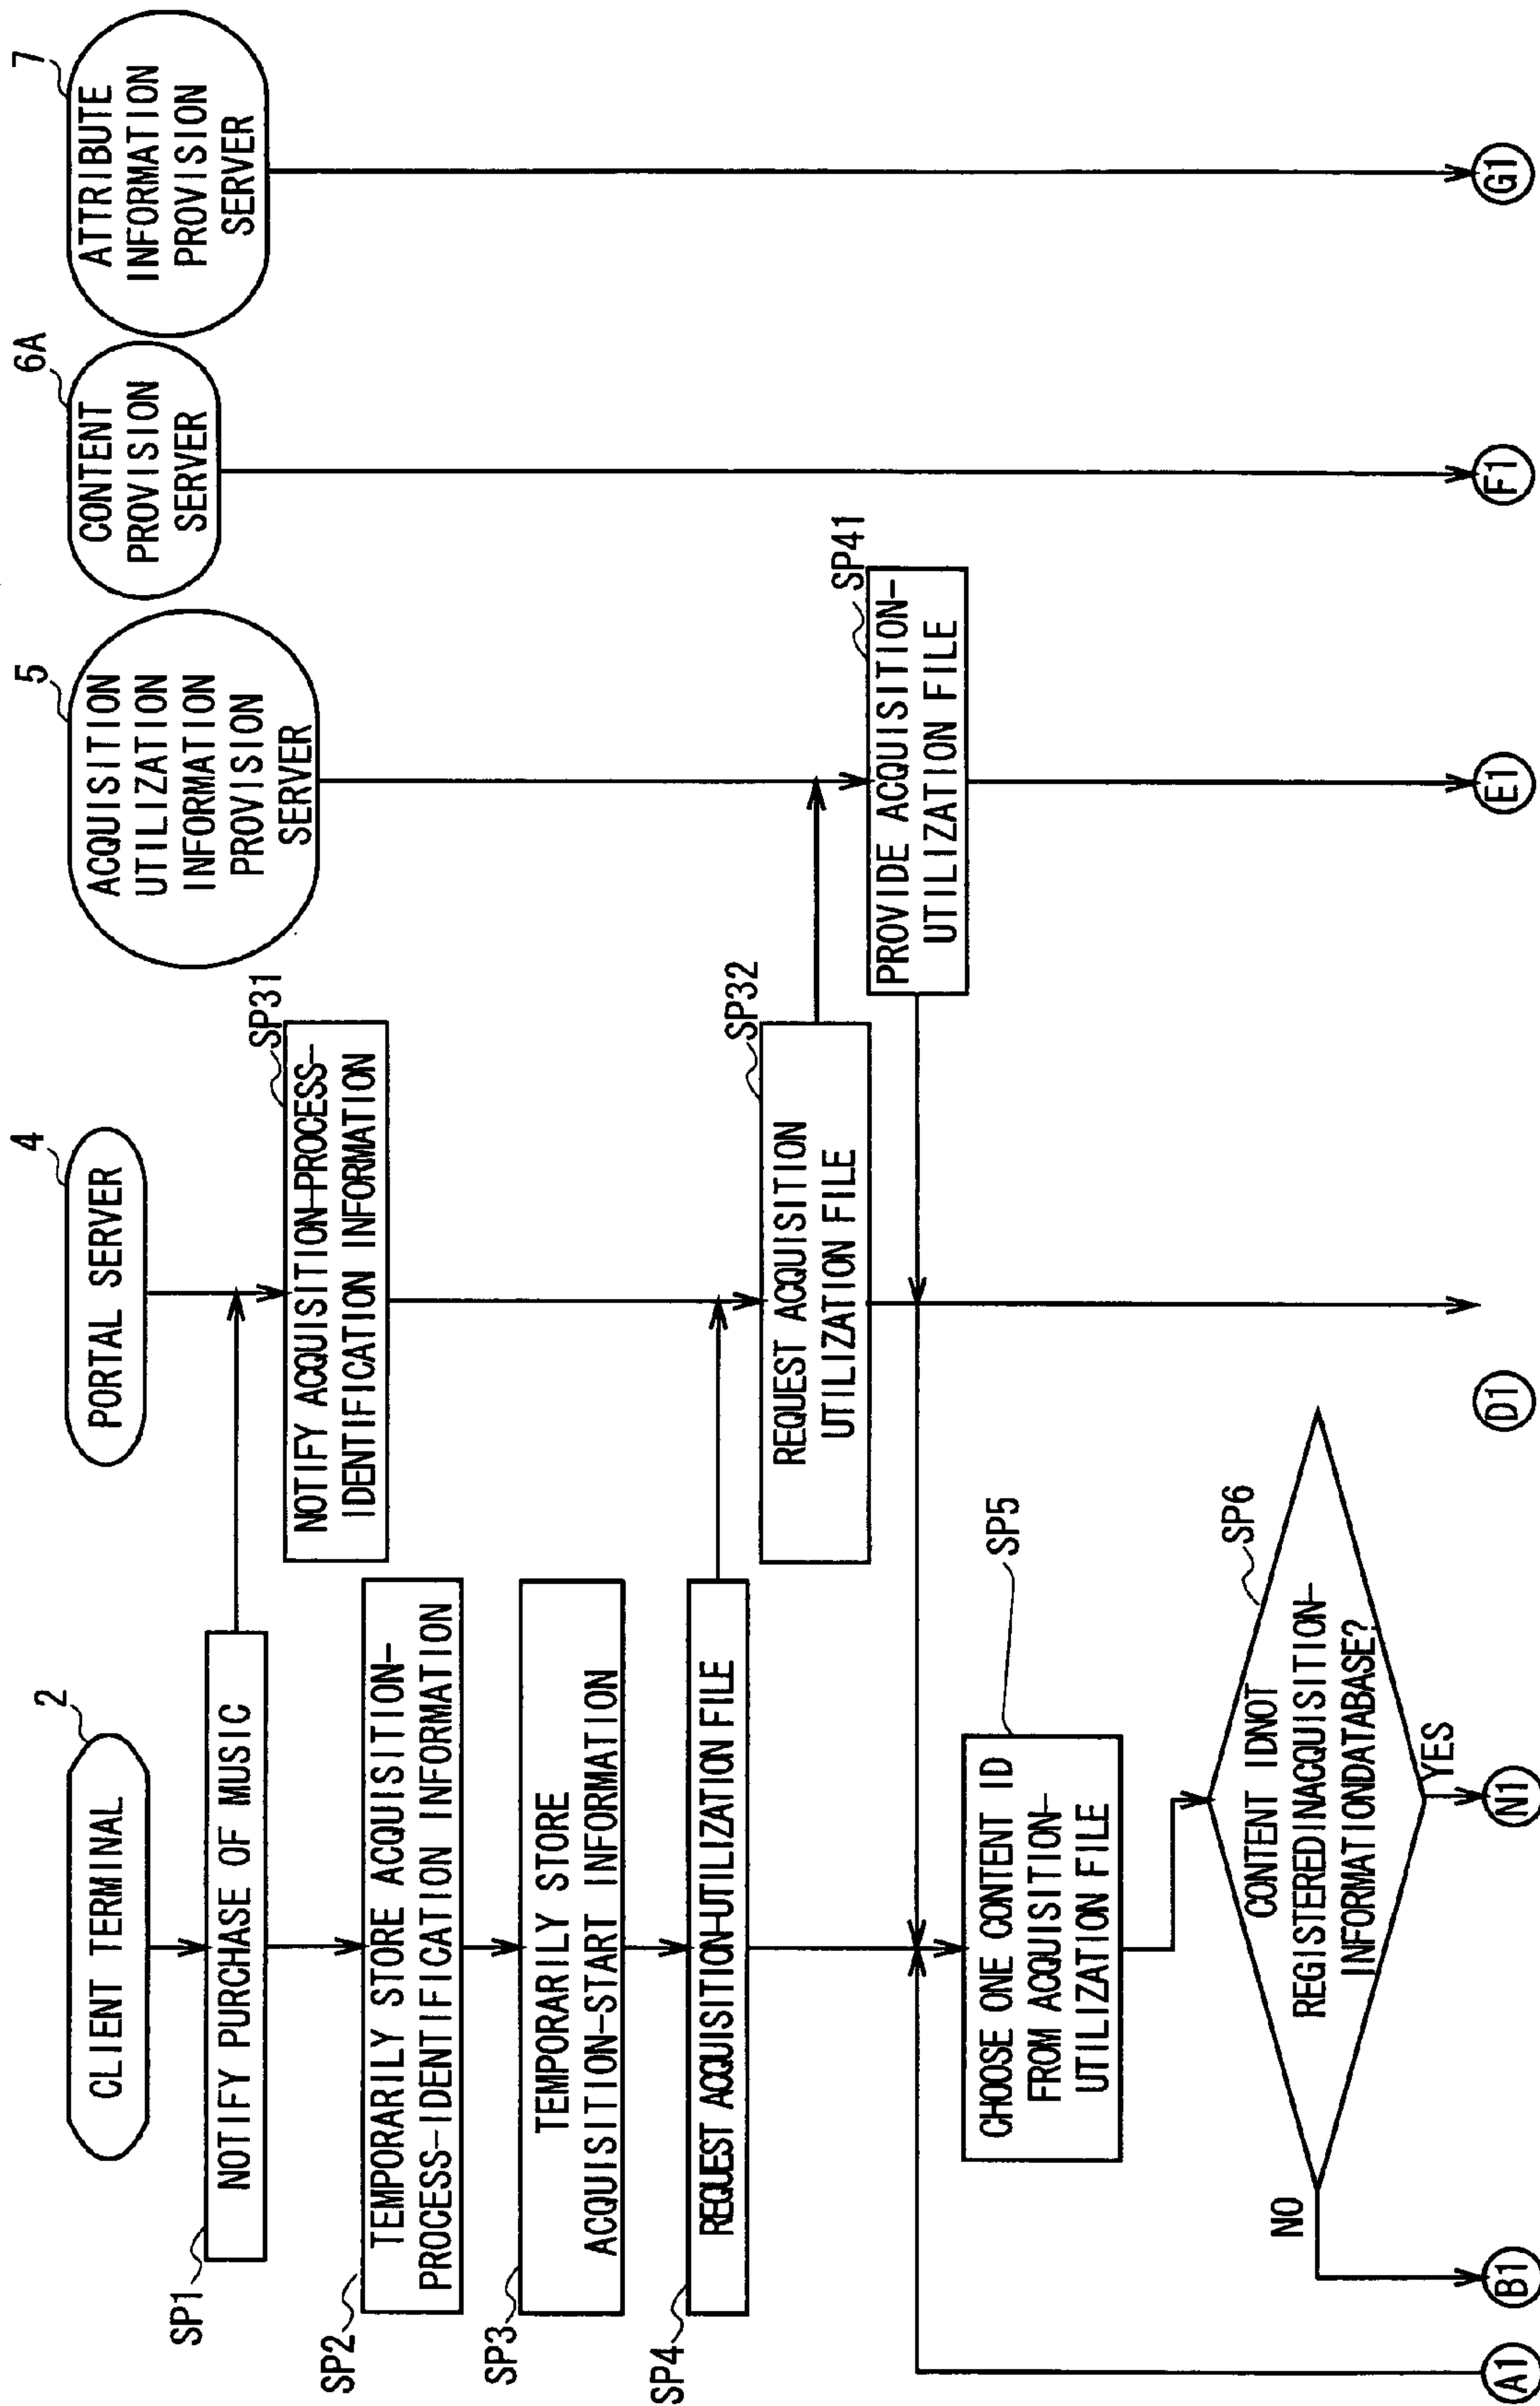 CLIENT TERMINAL
2
PORTAL SERVER
4
ACQUISITION
UTILIZATION
INFORMATION
PROVISION
SERVER
5
CONTENT
PROVISION
SERVER
6A
ATTRIBUTE
INFORMATION
PROVISION
SERVER
7
SP1
NOTIFY PURCHASE OF MUSIC
SP31
NOTIFY ACQUISITION-PROCESS-
IDENTIFICATION INFORMATION
SP2
TEMPORARILY STORE ACQUISITION-
PROCESS-IDENTIFICATION INFORMATION
SP3
TEMPORARILY STORE
ACQUISITION-START INFORMATION
SP4
REQUEST ACQUISITION-UTILIZATION FILE
SP32
REQUEST ACQUISITION
UTILIZATION FILE
SP41
PROVIDE ACQUISITION-
UTILIZATION FILE
SP5
CHOOSE ONE CONTENT ID
FROM ACQUISITION-
UTILIZATION FILE
SP6
CONTENT IDNOT
REGISTEREDINACQUISITION-
INFORMATIONDATABASE?
NO
YES
A1
B1
N1
D1
E1
F1
G1